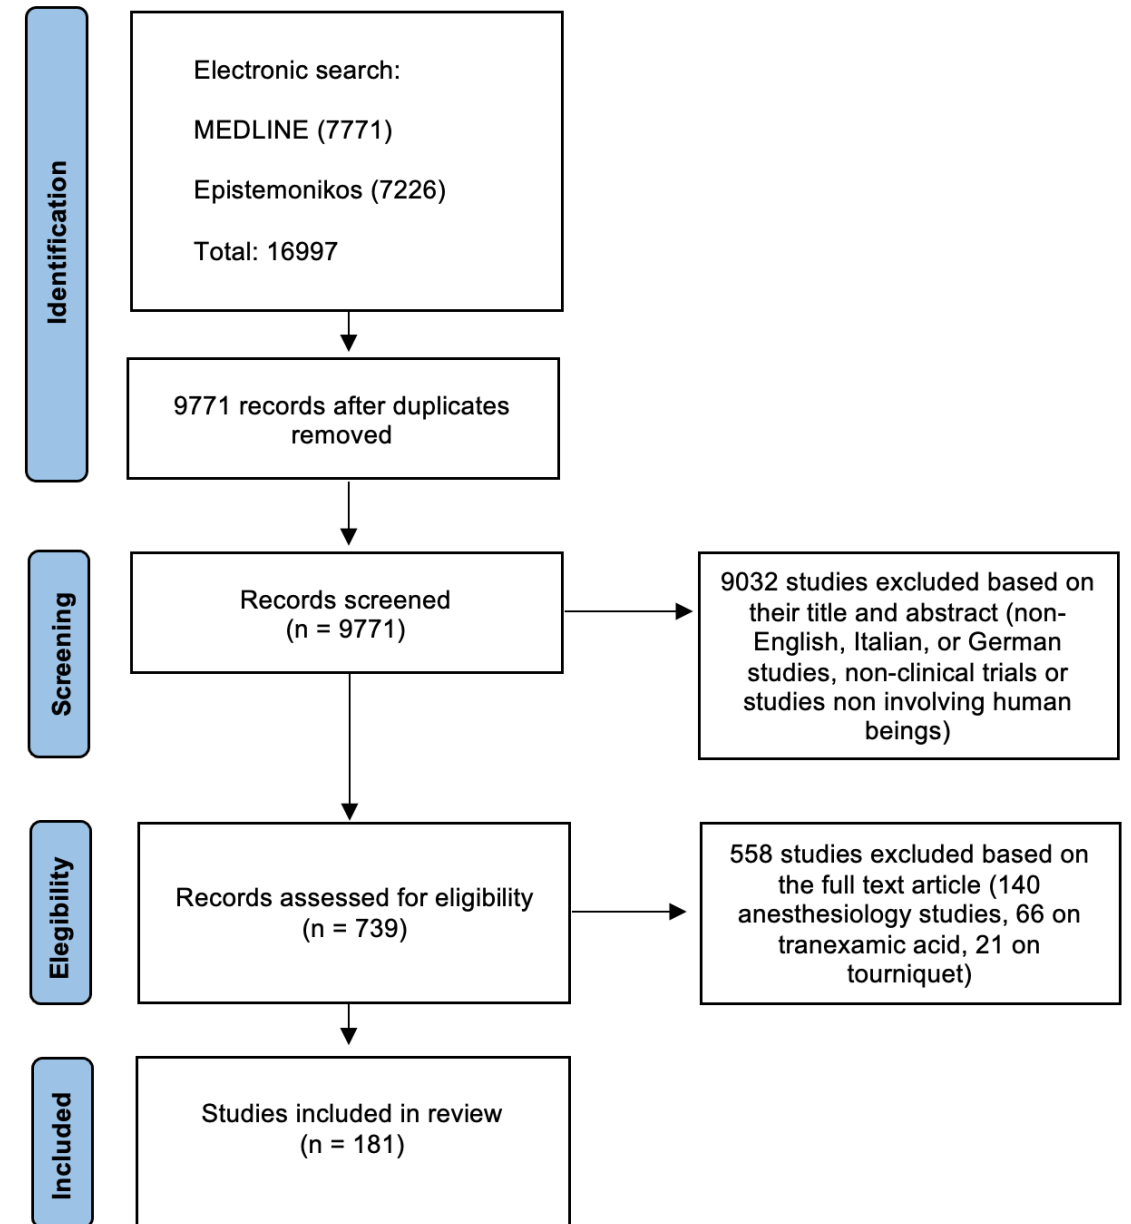 Identification
Electronic search:
MEDLINE (7771)
Epistemonikos (7226)
Total: 16997
9771 records after duplicates
removed
Screening
Records screened
(n = 9771)
9032 studies excluded based on
their title and abstract (non-
English, Italian, or German
studies, non-clinical trials or
studies non involving human
beings)
Elegibility
Records assessed for eligibility
(n = 739)
558 studies excluded based on
the full text article (140
anesthesiology studies, 66 on
tranexamic acid, 21 on
tourniquet)
Included
Studies included in review
(n = 181)